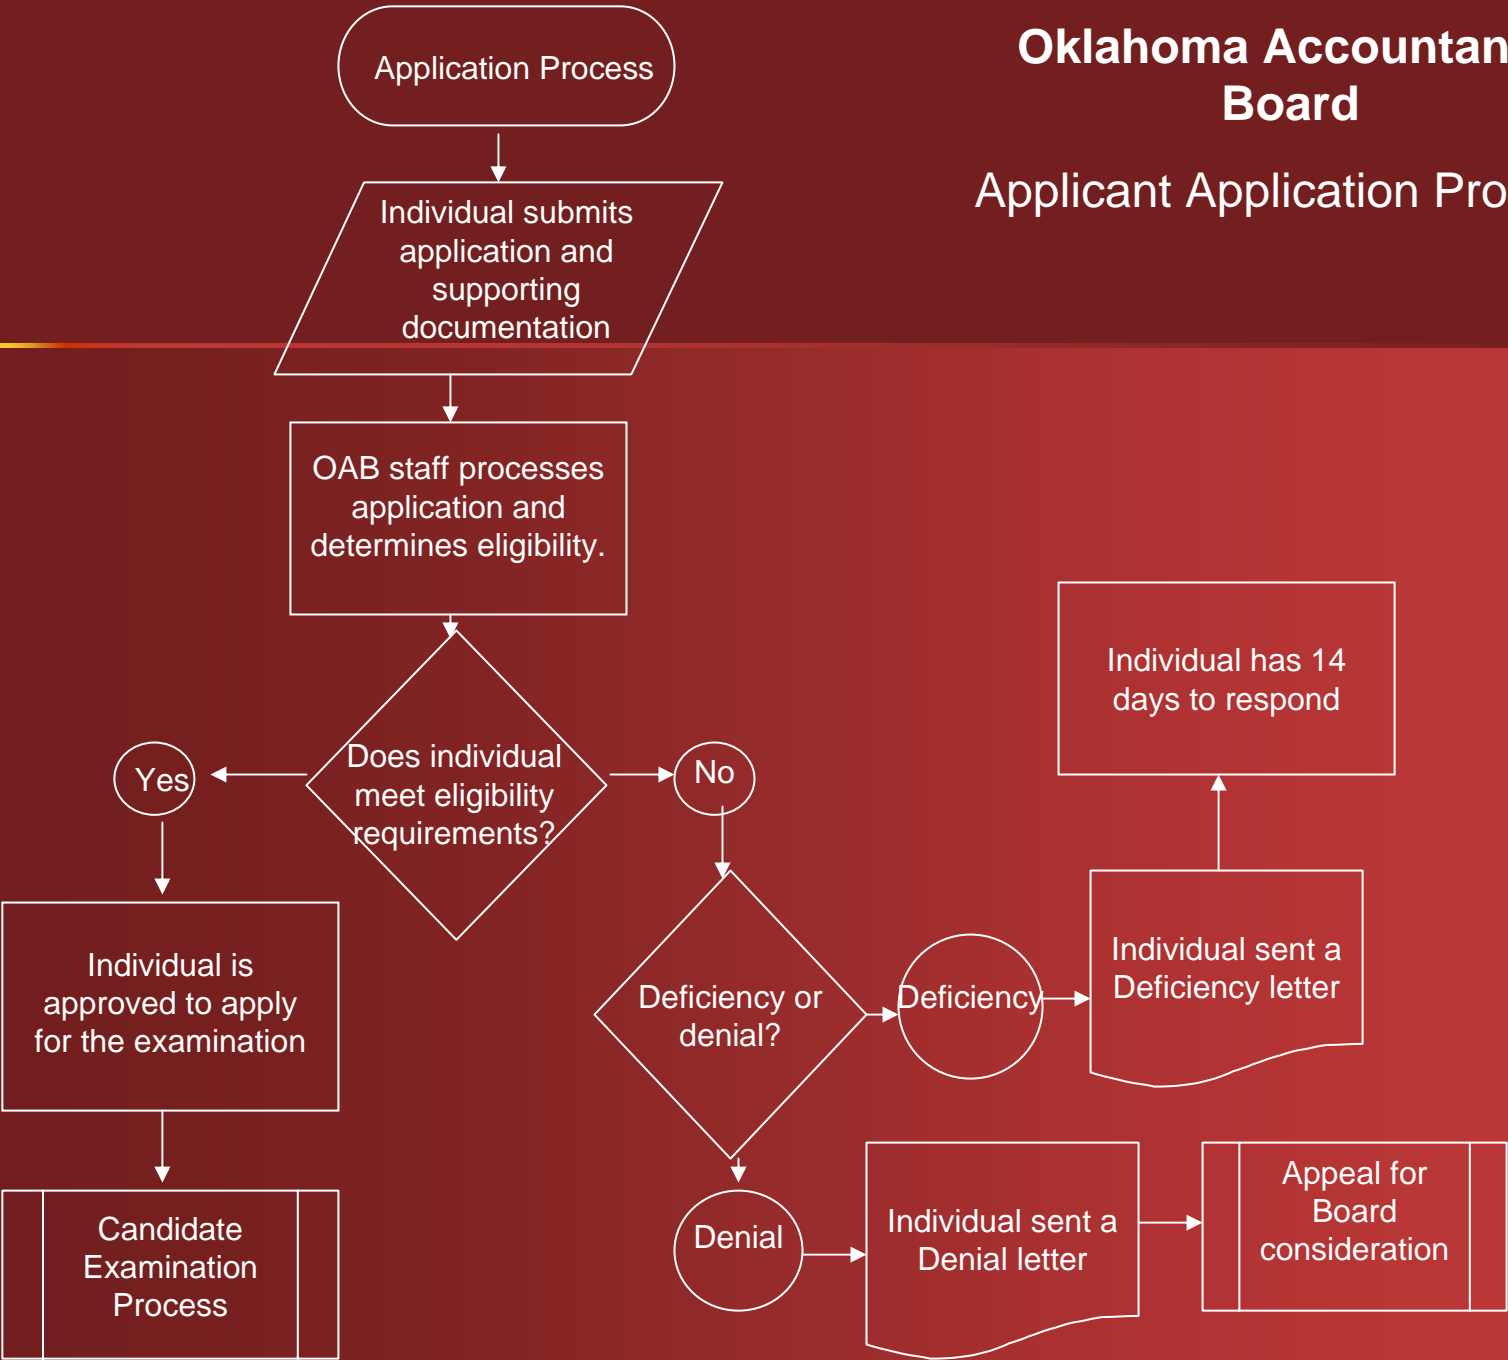 Oklahoma Accountan
Board
Applicant Application Pro
Application Process
Individual submits
application and
supporting
documentation
OAB staff processes
application and
determines eligibility.
Does individual
meet eligibility
requirements?
Yes
No
Individual is
approved to apply
for the examination
Candidate
Examination
Process
Deficiency or
denial?
Deficiency
Individual sent a
Deficiency letter
Individual has 14
days to respond
Denial
Individual sent a
Denial letter
Appeal for
Board
consideration